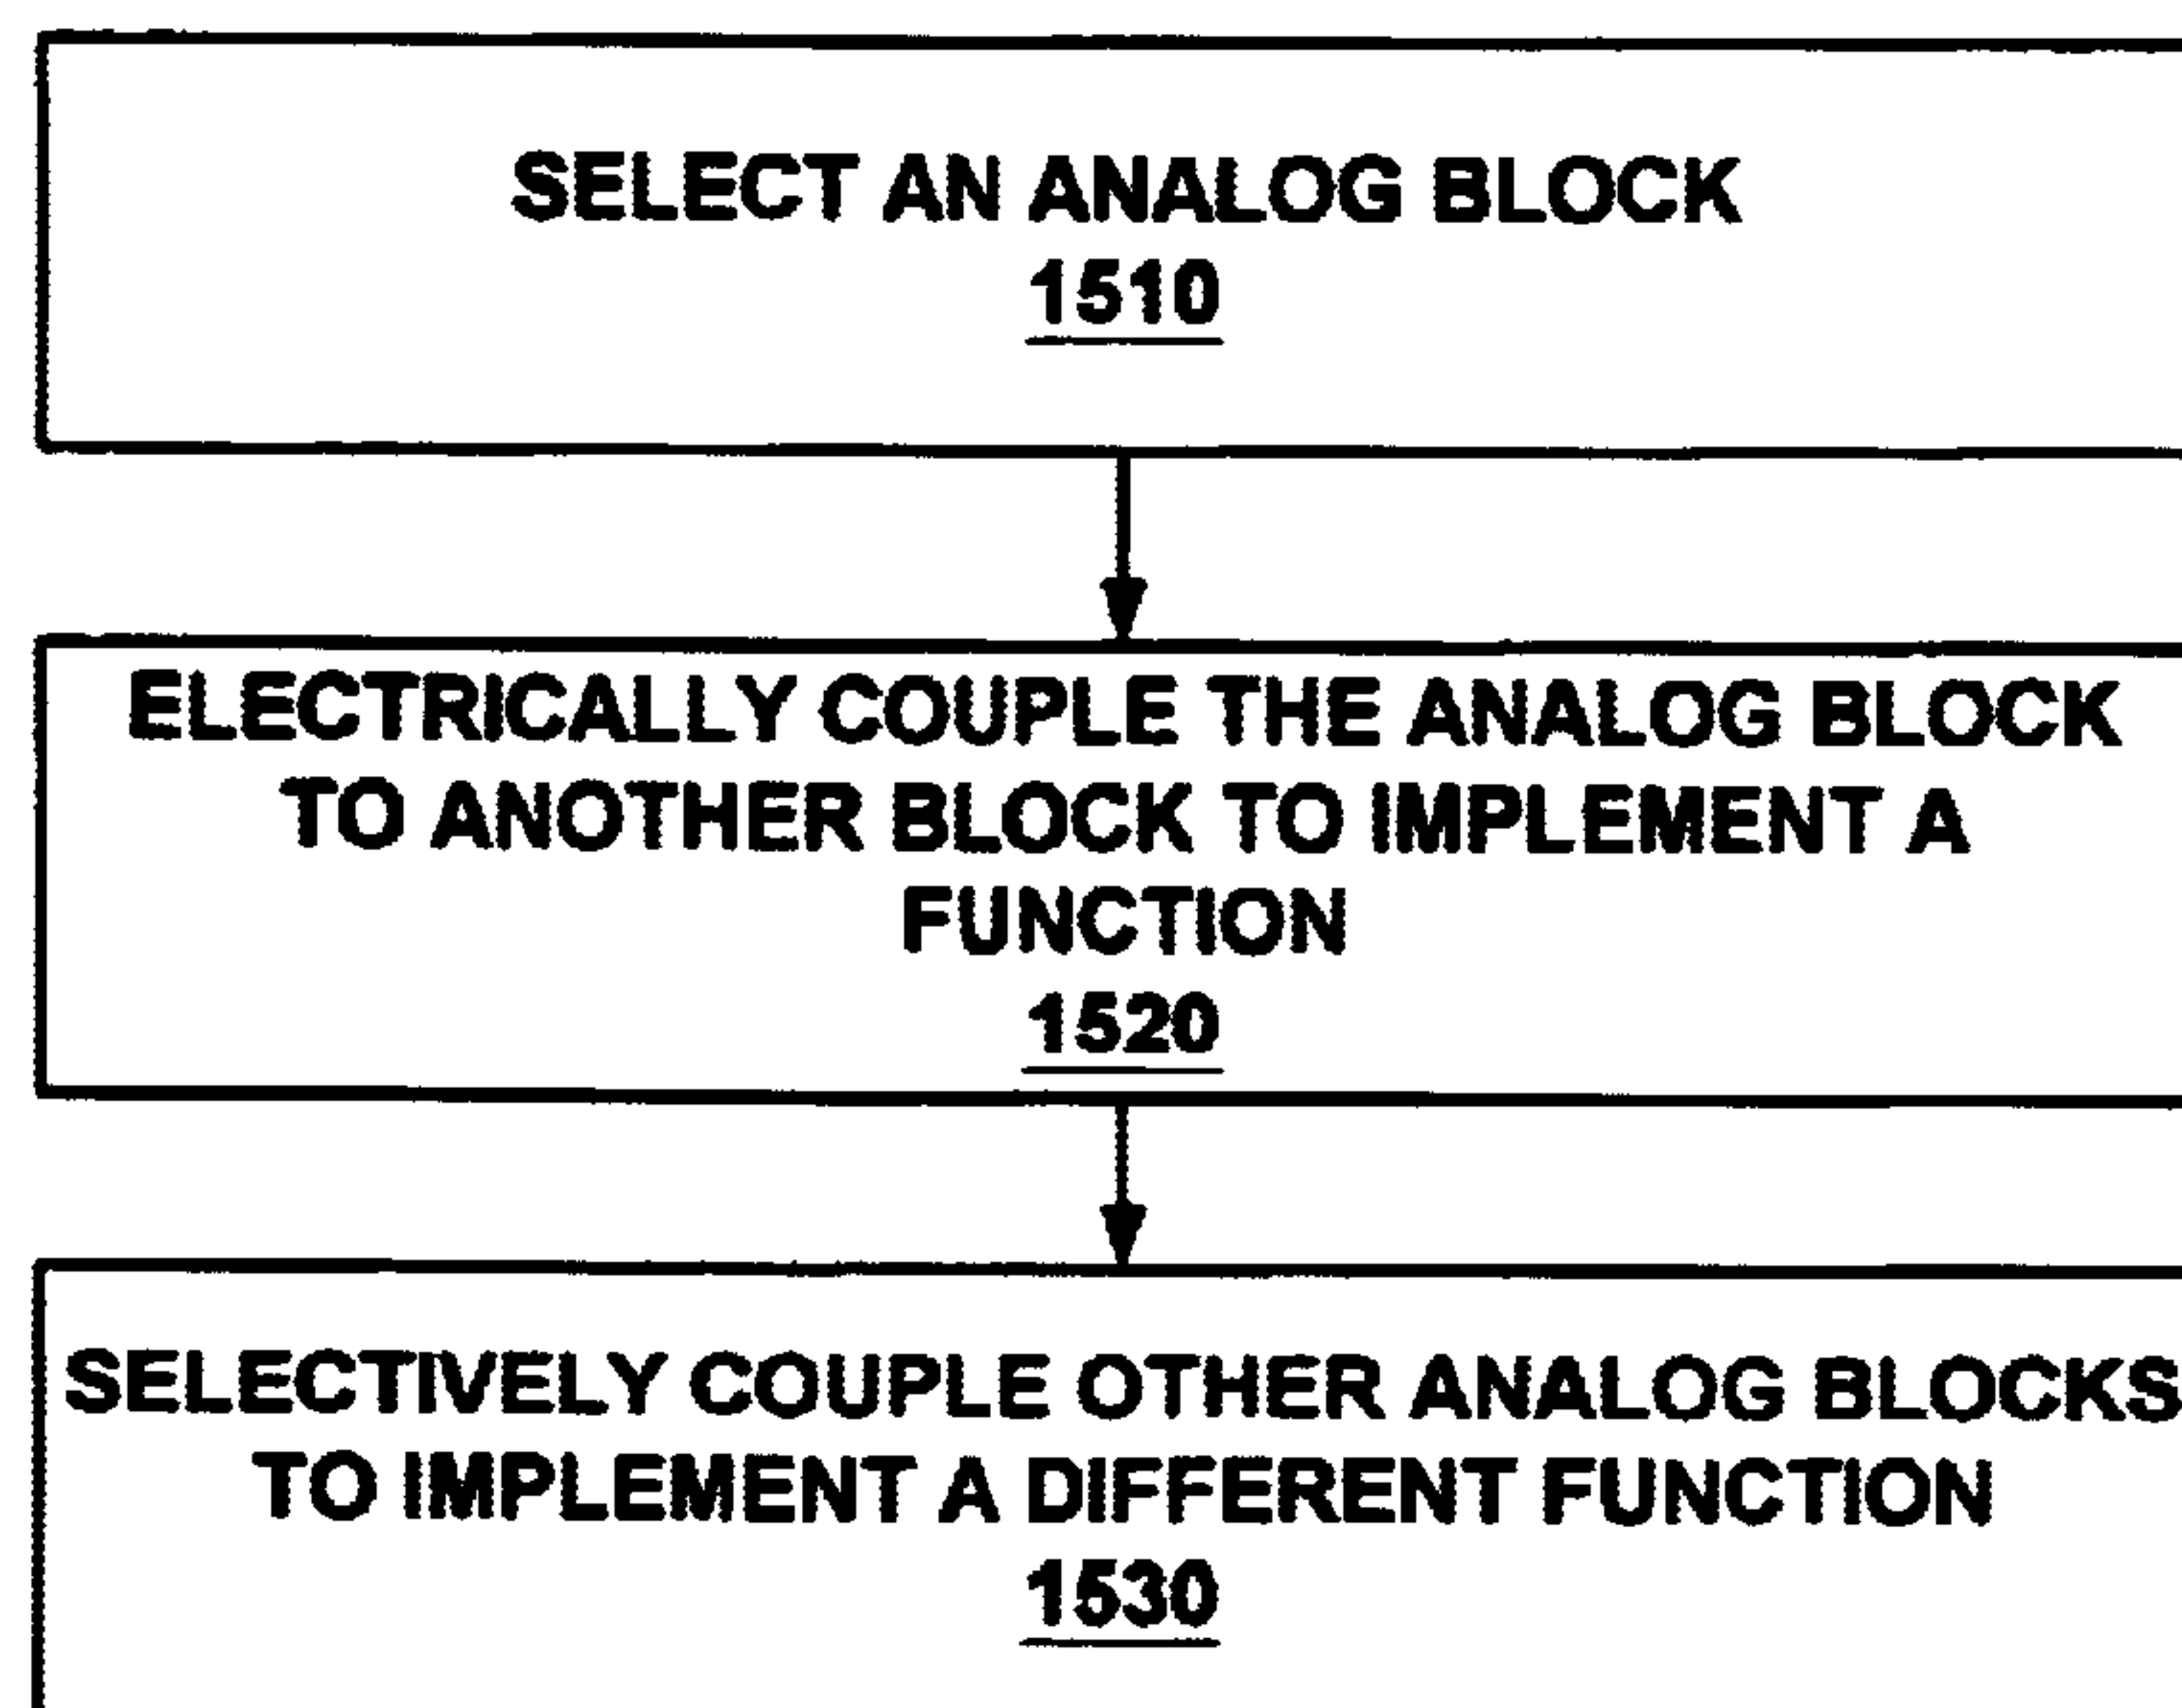 SELECT AN ANALOG BLOCK
1510
ELECTRICALLY COUPLE THE ANALOG BLOCK
TO ANOTHER BLOCK TO IMPLEMENT A
FUNCTION
1520
SELECTIVELY COUPLE OTHER ANALOG BLOCKS
TO IMPLEMENT A DIFFERENT FUNCTION
1530